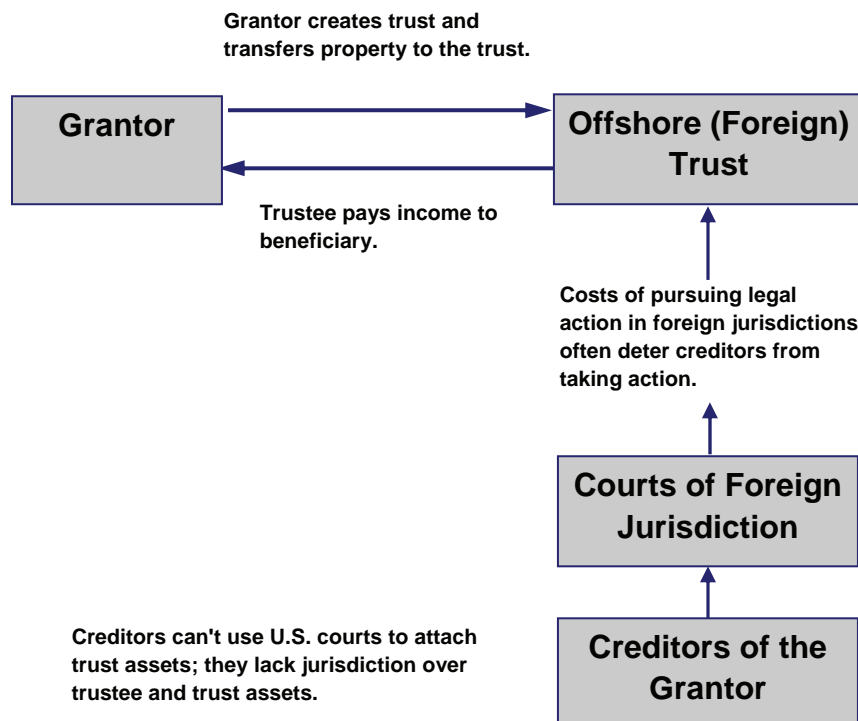 Grantor creates trust and
transfers property to the trust.
Grantor
Offshore (Foreign)
Trust
Trustee pays income to
beneficiary.
Costs of pursuing legal
action in foreign jurisdictions
often deter creditors from
taking action.
Courts of Foreign
Jurisdiction
Creditors can't use U.S. courts to attach
trust assets; they lack jurisdiction over
trustee and trust assets.
Creditors of the
Grantor